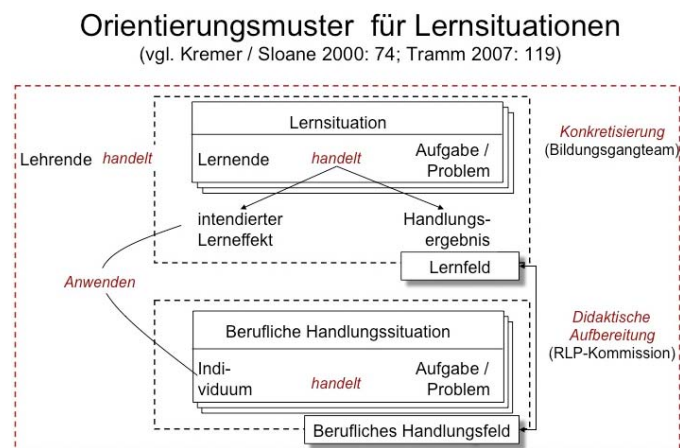 Orientierungsmuster für Lernsituationen
(vgl. Kremer / Sloane 2000: 74; Tramm 2007: 119)
Lernsituation
Konkretisierung
(Bildungsgangteam)
Lehrende handelt
Lernende handelt Aufgabe /
Problem
intendierter
Lerneffekt
Handlungs-
ergebnis
Lernfeld
Anwenden
Berufliche Handlungssituation
Didaktische
Aufbereitung
(RLP-Kommission)
Indi-
viduum
handelt
Aufgabe /
Problem
Berufliches Handlungsfeld